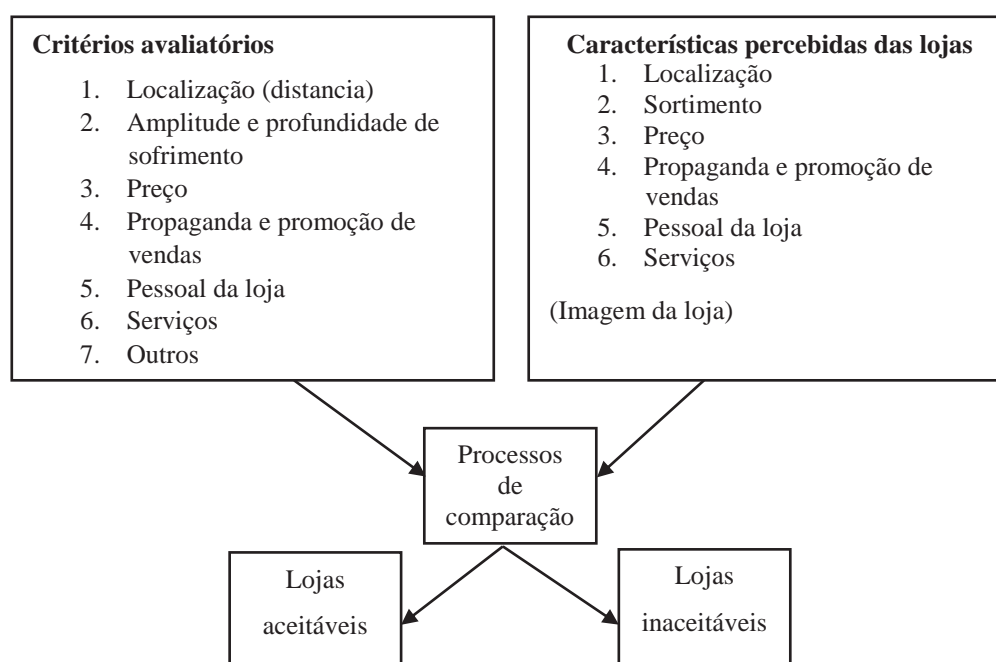 Critérios avaliatórios
1. Localização (distancia)
2. Amplitude e profundidade de
sofrimento
3. Preço
4. Propaganda e promoção de
vendas
5. Pessoal da loja
6. Serviços
7. Outros
Características percebidas das lojas
1. Localização
2. Sortimento
3. Preço
4. Propaganda e promoção de
vendas
5. Pessoal da loja
6. Serviços
(Imagem da loja)
Processos
de
comparação
Lojas
aceitáveis
Lojas
inaceitáveis